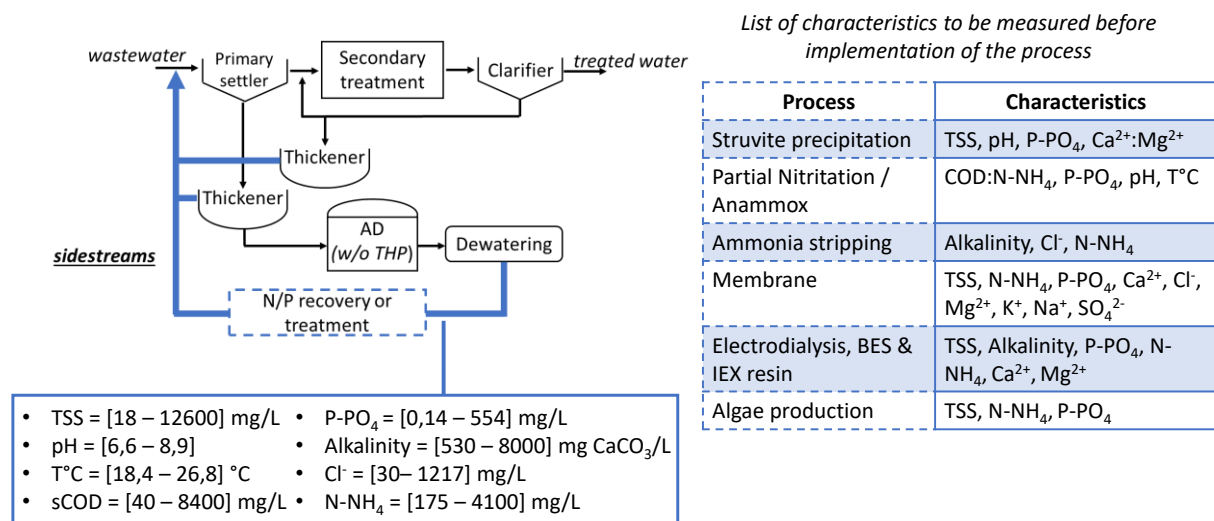 wastewater
Primary
settler
Secondary
treatment
Clarifier
treated water
Thickener
Thickener
AD
(w/o THP)
Dewatering
sidestreams
N/P recovery or
treatment
• TSS = [18 – 12600] mg/L
• pH = [6,6 – 8,9]
• T°C = [18,4 – 26,8] °C
• sCOD = [40 – 8400] mg/L
• P-PO₄ = [0,14 – 554] mg/L
• Alkalinity = [530 – 8000] mg CaCO₃/L
• Cl⁻ = [30– 1217] mg/L
• N-NH₄ = [175 – 4100] mg/L
List of characteristics to be measured before
implementation of the process
Process Characteristics
Struvite precipitation TSS, pH, P-PO₄, Ca²⁺:Mg²⁺
Partial Nitritation / COD:N-NH₄, P-PO₄, pH, T°C
Anammox
Ammonia stripping Alkalinity, Cl⁻, N-NH₄
Membrane TSS, N-NH₄, P-PO₄, Ca²⁺, Cl⁻,
Mg²⁺, K⁺, Na⁺, SO₄²⁻
Electrodialysis, BES & TSS, Alkalinity, P-PO₄, N-
IEX resin NH₄, Ca²⁺, Mg²⁺
Algae production TSS, N-NH₄, P-PO₄